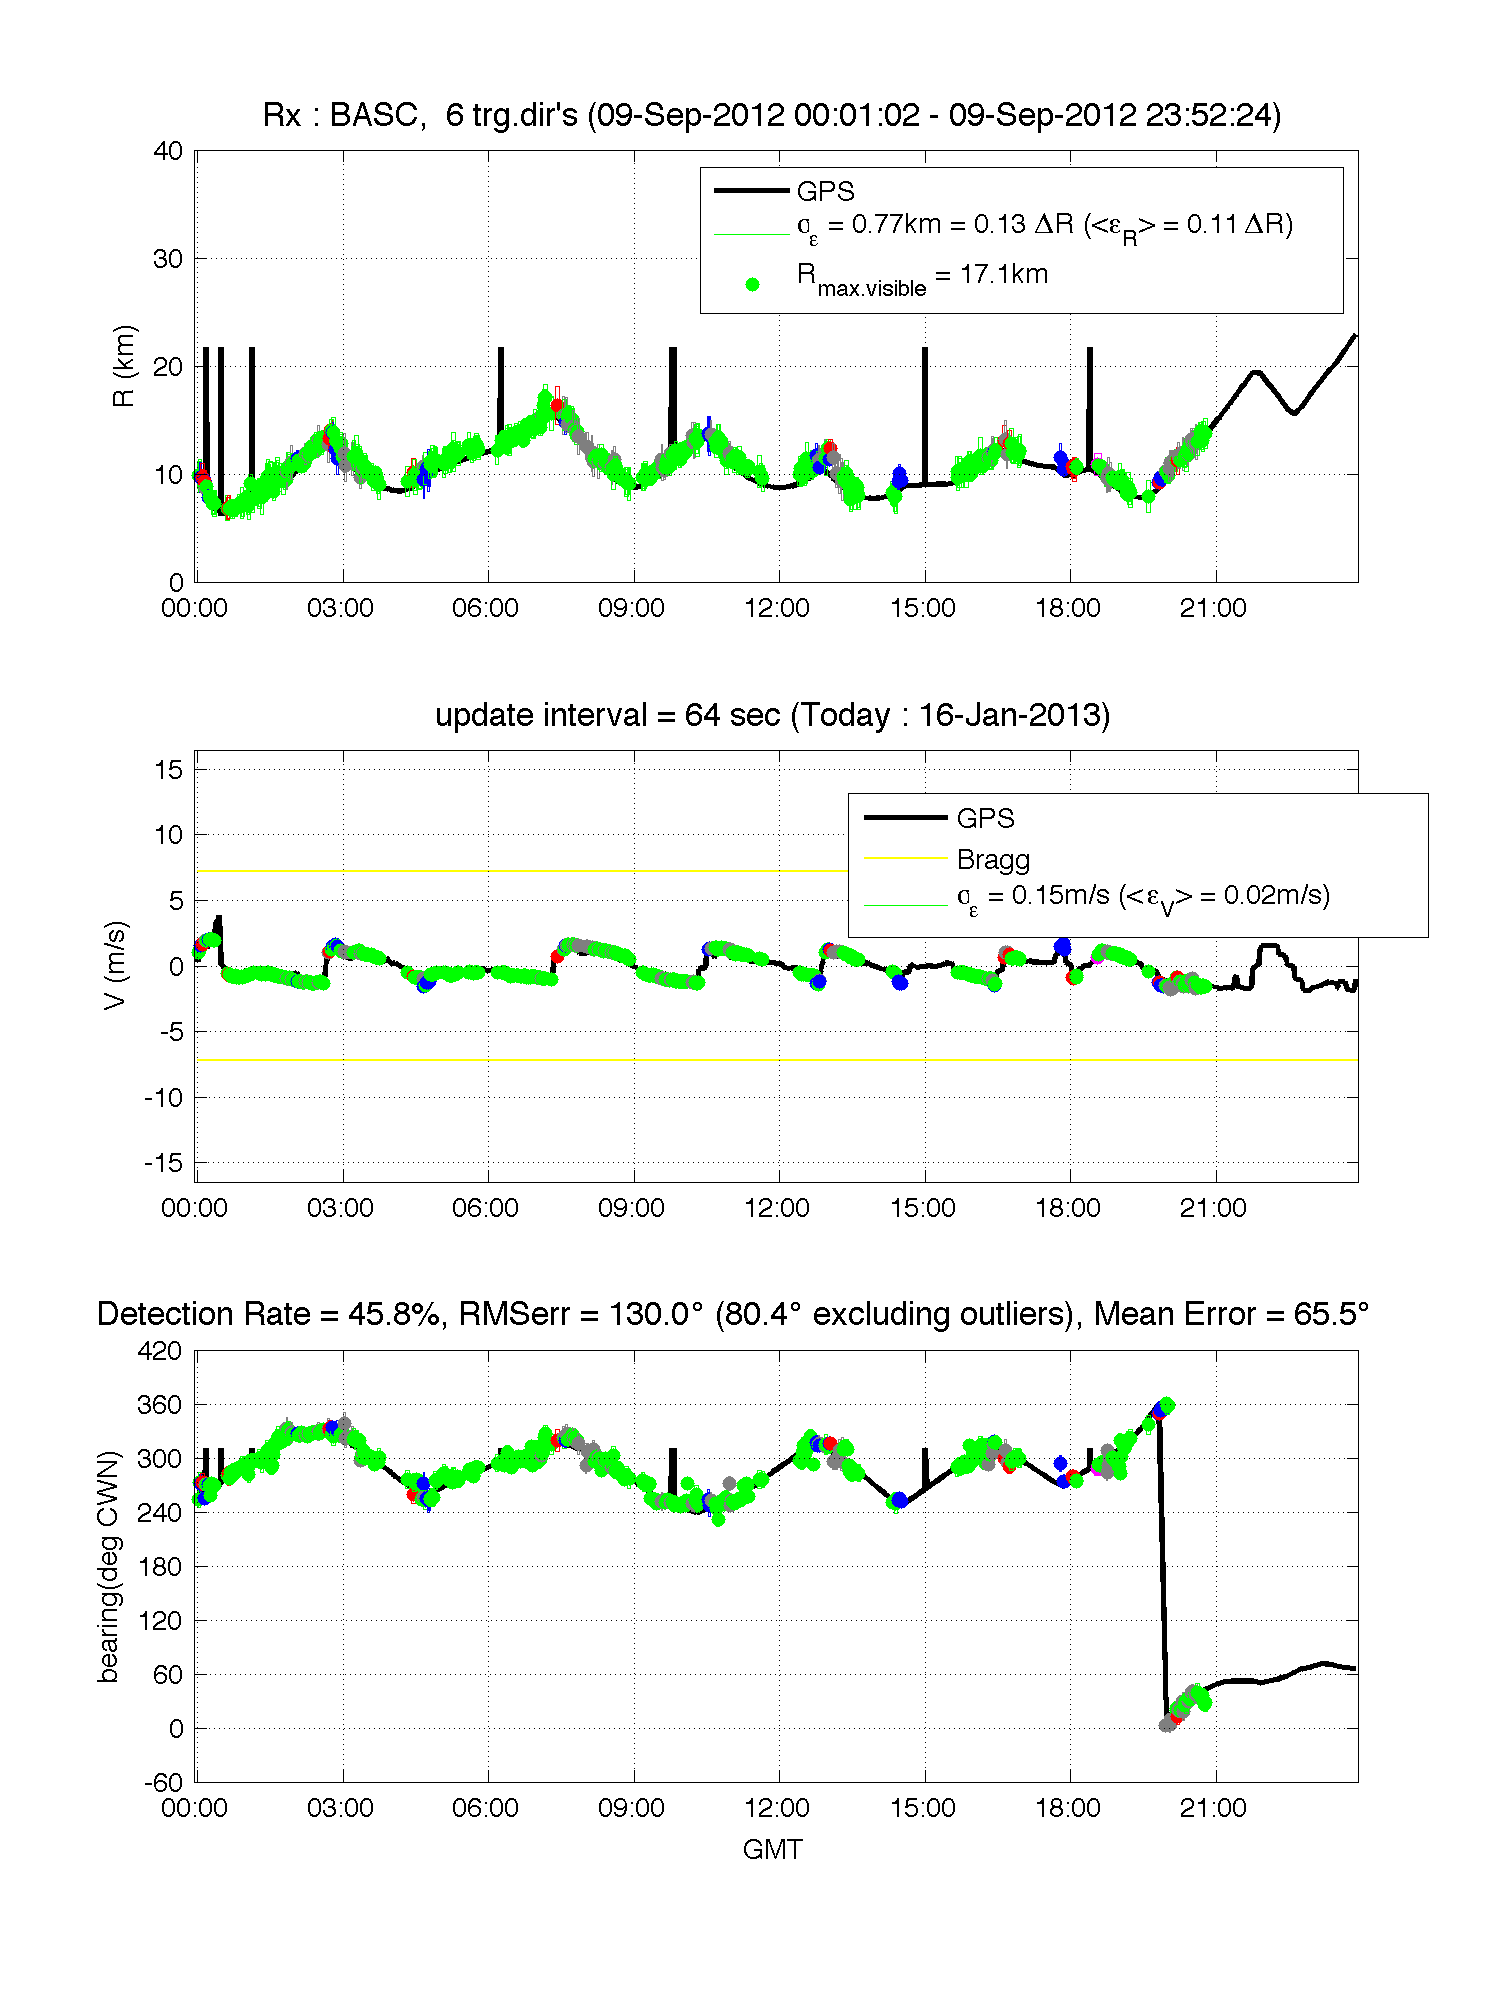 Rx : BASC,  6 trg.dir's (09-Sep-2012 00:01:02 - 09-Sep-2012 23:52:24)
40
30
20
10
0
R (km)
GPS
σε = 0.77km = 0.13 ΔR (<εR> = 0.11 ΔR)
Rmax.visible = 17.1km
00:00 03:00 06:00 09:00 12:00 15:00 18:00 21:00
update interval = 64 sec (Today : 16-Jan-2013)
15
10
5
0
-5
-10
-15
V (m/s)
GPS
Bragg
σε = 0.15m/s (<εV> = 0.02m/s)
00:00 03:00 06:00 09:00 12:00 15:00 18:00 21:00
Detection Rate = 45.8%, RMSerr = 130.0° (80.4° excluding outliers), Mean Error = 65.5°
420
360
300
240
180
120
60
0
-60
bearing(deg CWN)
00:00 03:00 06:00 09:00 12:00 15:00 18:00 21:00
GMT